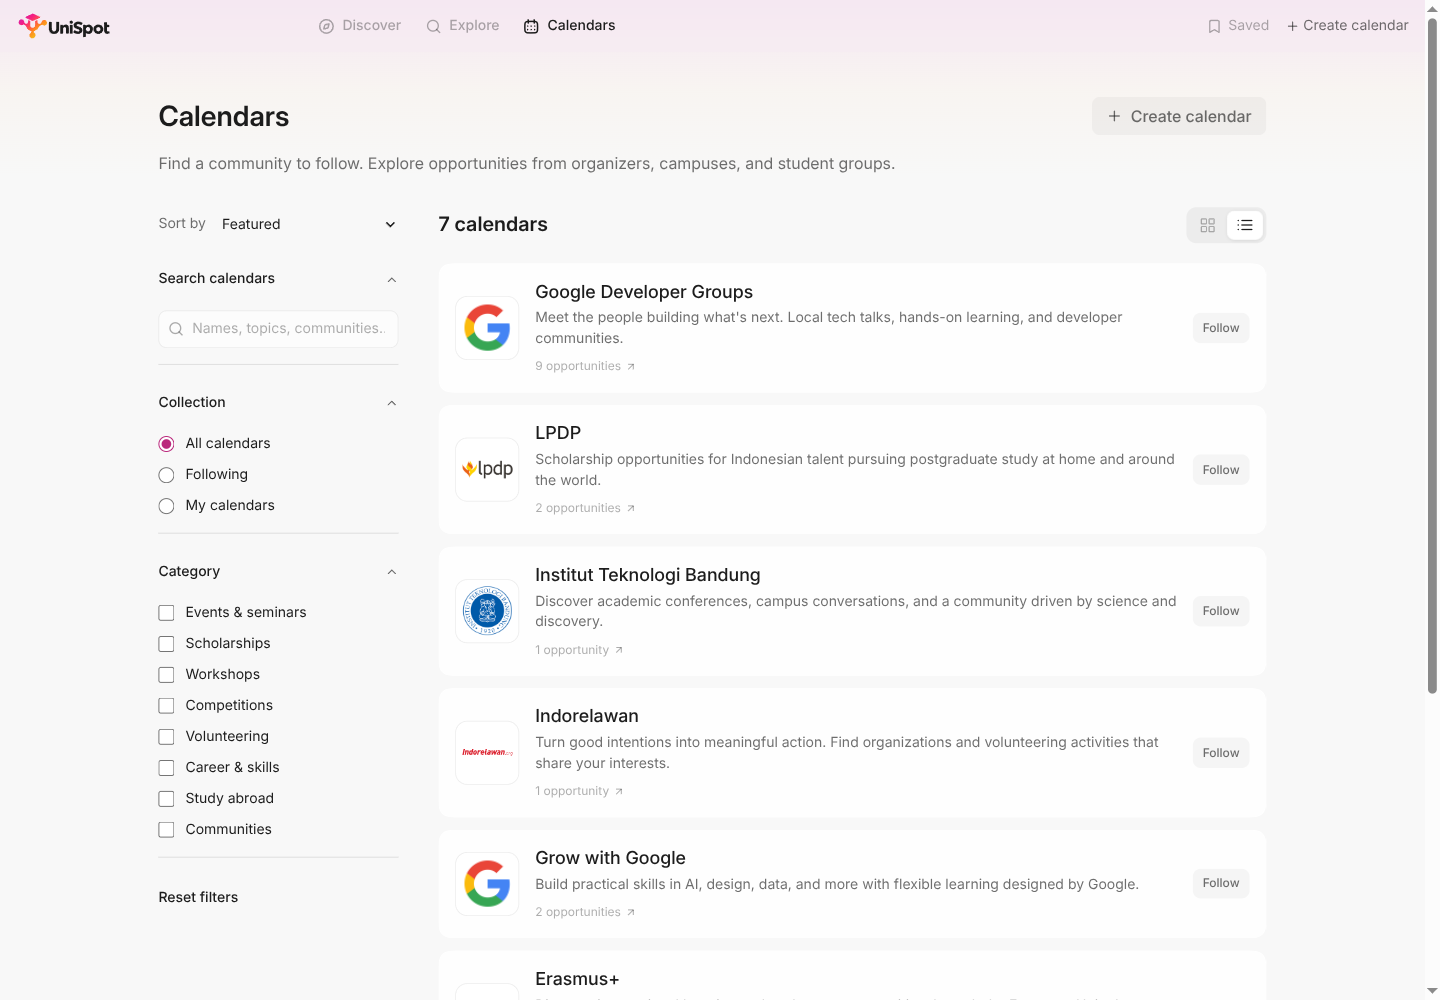 UniSpot
Discover
Explore
Calendars
Saved
+ Create calendar
Calendars
+ Create calendar
Find a community to follow. Explore opportunities from organizers, campuses, and student groups.
Sort by Featured
7 calendars
Search calendars
Names, topics, communities..
Collection
All calendars
Following
My calendars
Category
Events & seminars
Scholarships
Workshops
Competitions
Volunteering
Career & skills
Study abroad
Communities
Reset filters
Google Developer Groups
Meet the people building what's next. Local tech talks, hands-on learning, and developer
communities.
9 opportunities
Follow
lpdp
LPDP
Scholarship opportunities for Indonesian talent pursuing postgraduate study at home and around
the world.
2 opportunities
Follow
Institut Teknologi Bandung
Discover academic conferences, campus conversations, and a community driven by science and
discovery.
1 opportunity
Follow
Indorelawan
Indorelawan
Turn good intentions into meaningful action. Find organizations and volunteering activities that
share your interests.
1 opportunity
Follow
Grow with Google
Build practical skills in AI, design, data, and more with flexible learning designed by Google.
2 opportunities
Follow
Erasmus+